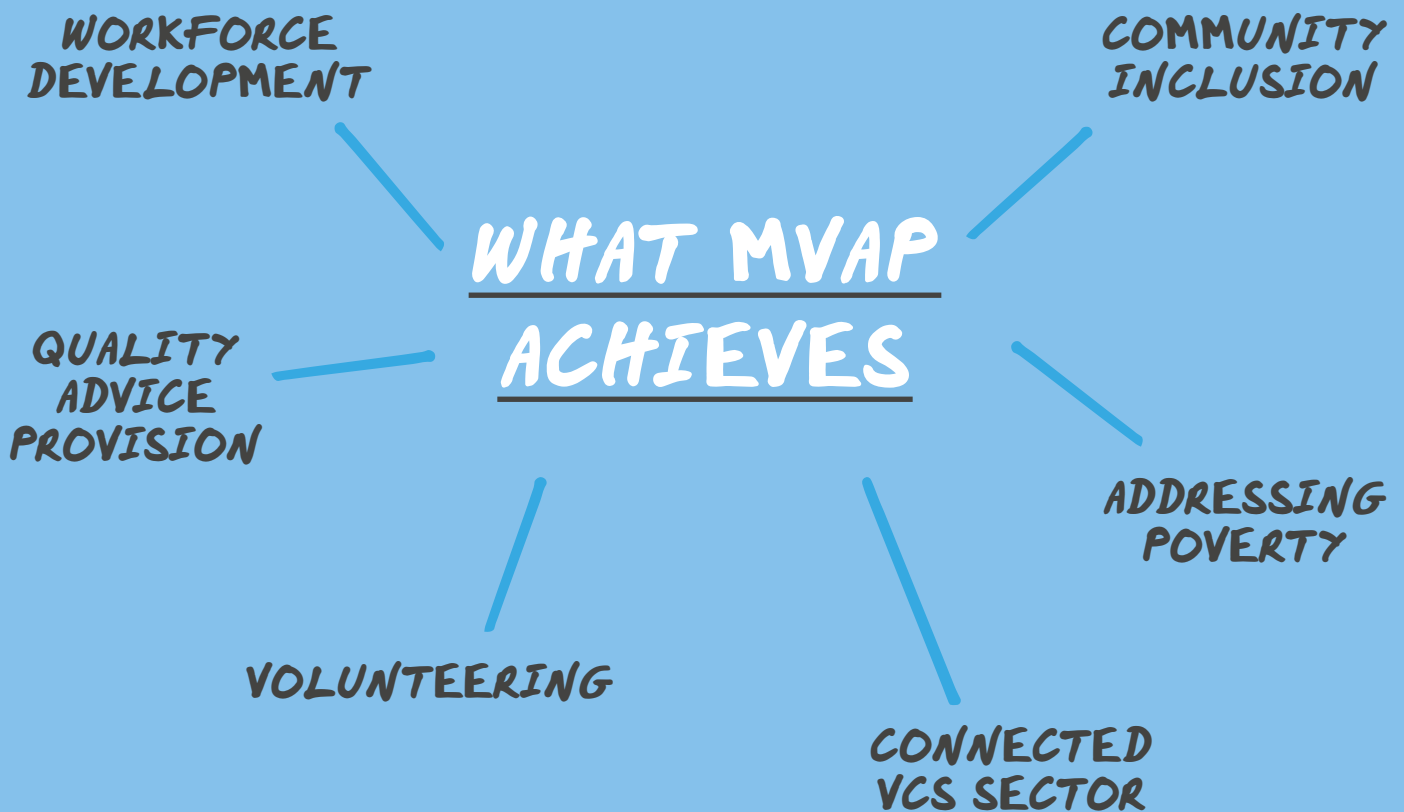 WORKFORCE
DEVELOPMENT
COMMUNITY
INCLUSION
WHAT MVAP
ACHIEVES
QUALITY
ADVICE
PROVISION
ADDRESSING
POVERTY
VOLUNTEERING
CONNECTED
VCS SECTOR